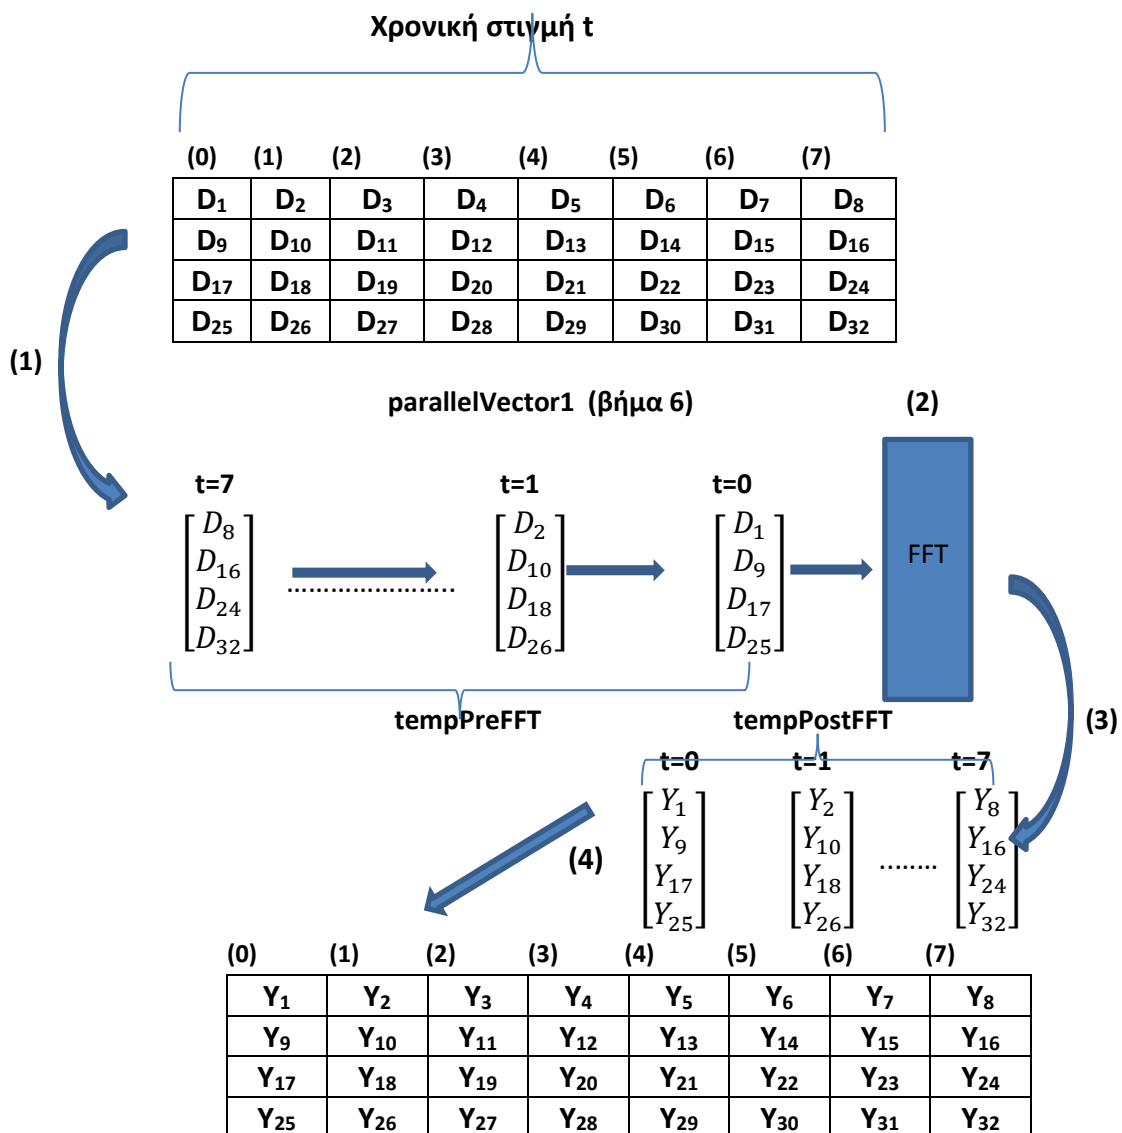 Χρονική στιγμή t
(0) (1) (2) (3) (4) (5) (6) (7)
D1 D2 D3 D4 D5 D6 D7 D8
D9 D10 D11 D12 D13 D14 D15 D16
D17 D18 D19 D20 D21 D22 D23 D24
D25 D26 D27 D28 D29 D30 D31 D32
(1)
parallelVector1 (βήμα 6)
(2)
t=7 t=1 t=0
D8 D2 D1
D16 D10 D9
D24 D18 D17
D32 D26 D25
........................
FFT
tempPreFFT tempPostFFT
(3)
t=0 t=1 t=7
Y1 Y2 Y8
Y9 Y10 Y16
Y17 Y18 ........ Y24
Y25 Y26 Y32
(4)
(0) (1) (2) (3) (4) (5) (6) (7)
Y1 Y2 Y3 Y4 Y5 Y6 Y7 Y8
Y9 Y10 Y11 Y12 Y13 Y14 Y15 Y16
Y17 Y18 Y19 Y20 Y21 Y22 Y23 Y24
Y25 Y26 Y27 Y28 Y29 Y30 Y31 Y32